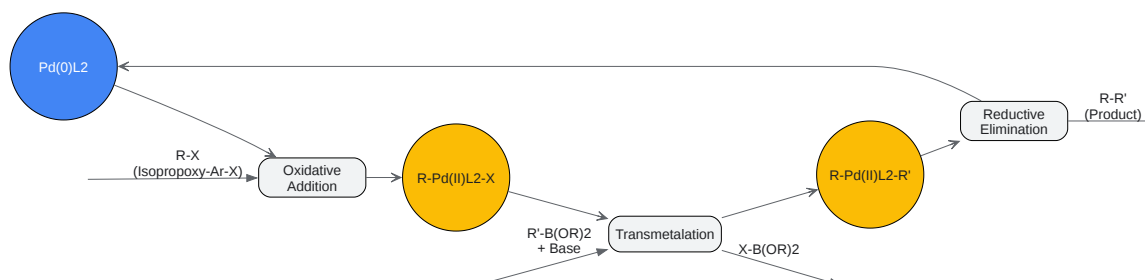 Pd(0)L2
R-X
(Isopropoxy-Ar-X)
Oxidative
Addition
R-Pd(II)L2-X
R'-B(OR)2
+ Base
Transmetalation
X-B(OR)2
R-Pd(II)L2-R'
Reductive
Elimination
R-R'
(Product)